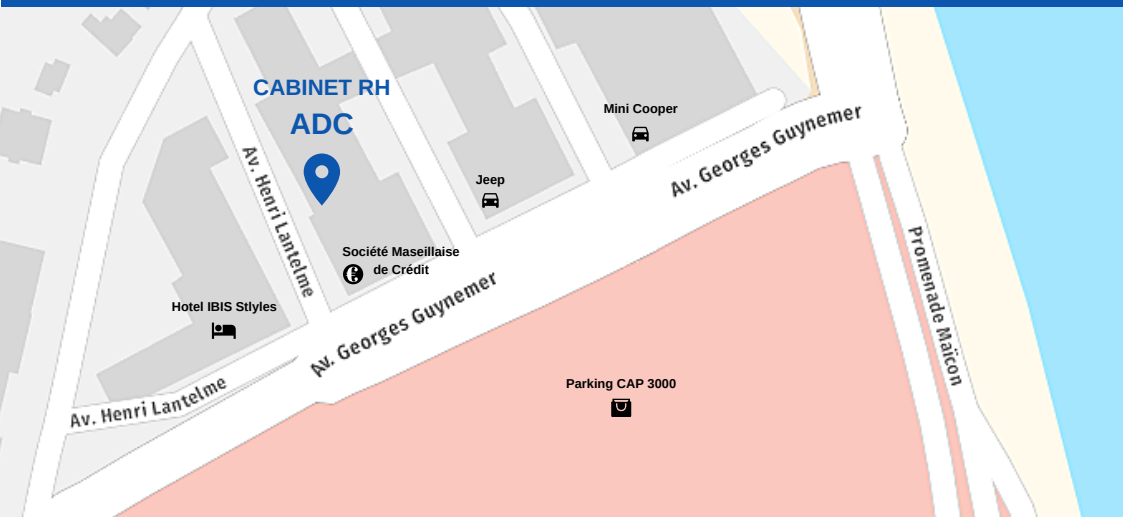 CABINET RH
ADC
Mini Cooper
Av. Georges Guynemer
Av. Henri Lantelme
Jeep
Société Maseillaise
de Crédit
Promenade Maïcon
Hotel IBIS Stlyles
Av. Georges Guynemer
Av. Henri Lantelme
Parking CAP 3000